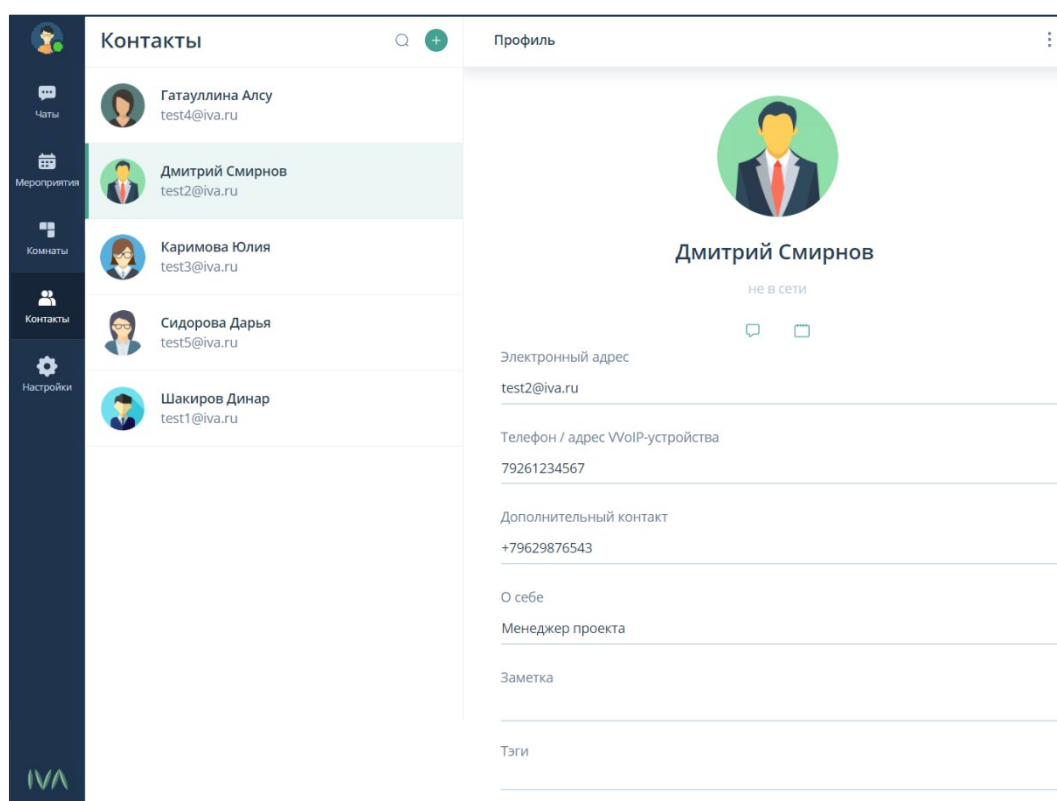 Контакты
Профиль
Чаты
Мероприятия
Комнаты
Контакты
Настройки
IVA
Гатауллина Алсу
test4@iva.ru
Дмитрий Смирнов
test2@iva.ru
Каримова Юлия
test3@iva.ru
Сидорова Дарья
test5@iva.ru
Шакиров Динар
test1@iva.ru
Дмитрий Смирнов
не в сети
Электронный адрес
test2@iva.ru
Телефон / адрес VVoIP-устройства
79261234567
Дополнительный контакт
+79629876543
О себе
Менеджер проекта
Заметка
Тэги